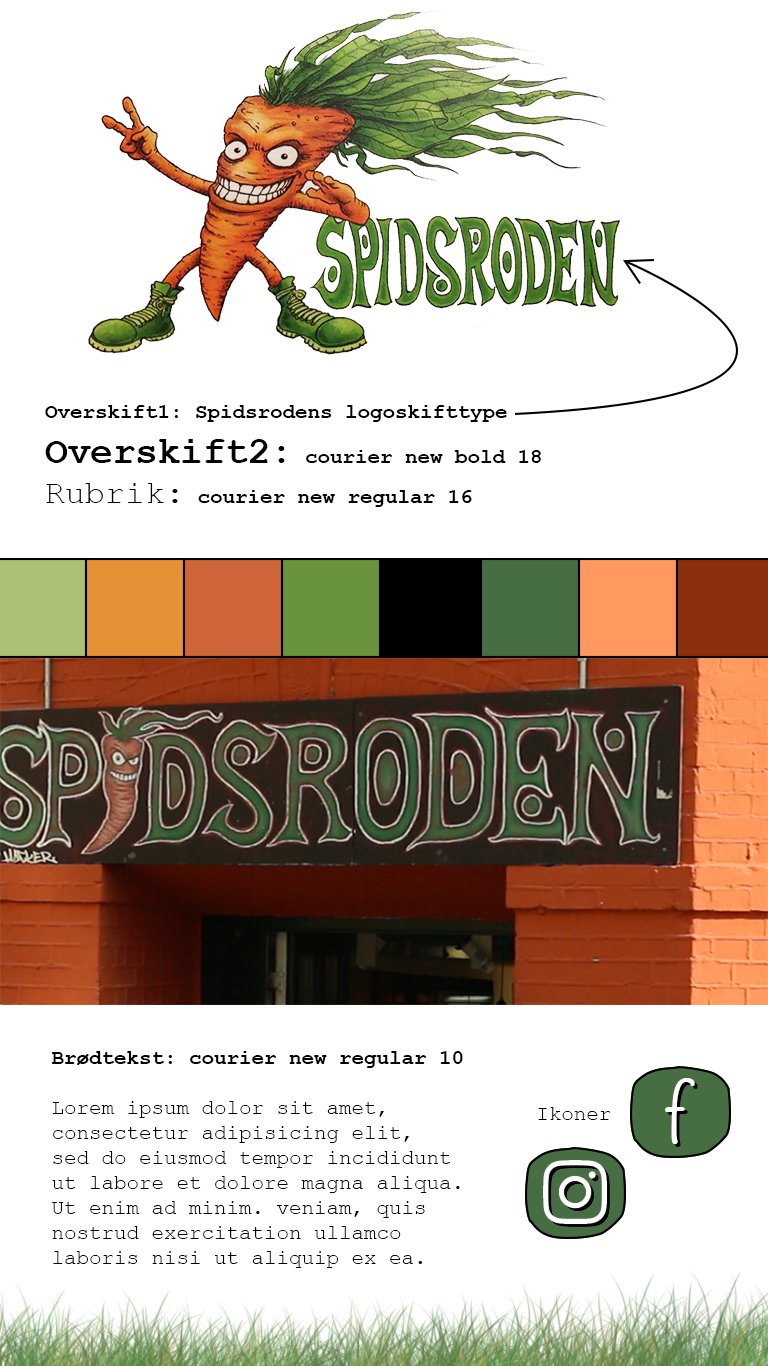 SPIDSRODEN
Overskift1: Spidsrodens logoskifttype
Overskift2: courier new bold 18
Rubrik: courier new regular 16
SPIDSRODEN
Brødtekst: courier new regular 10
Lorem ipsum dolor sit amet,
consectetur adipisicing elit,
sed do eiusmod tempor incididunt
ut labore et dolore magna aliqua.
Ut enim ad minim. veniam, quis
nostrud exercitation ullamco
laboris nisi ut aliquip ex ea.
Ikoner
f